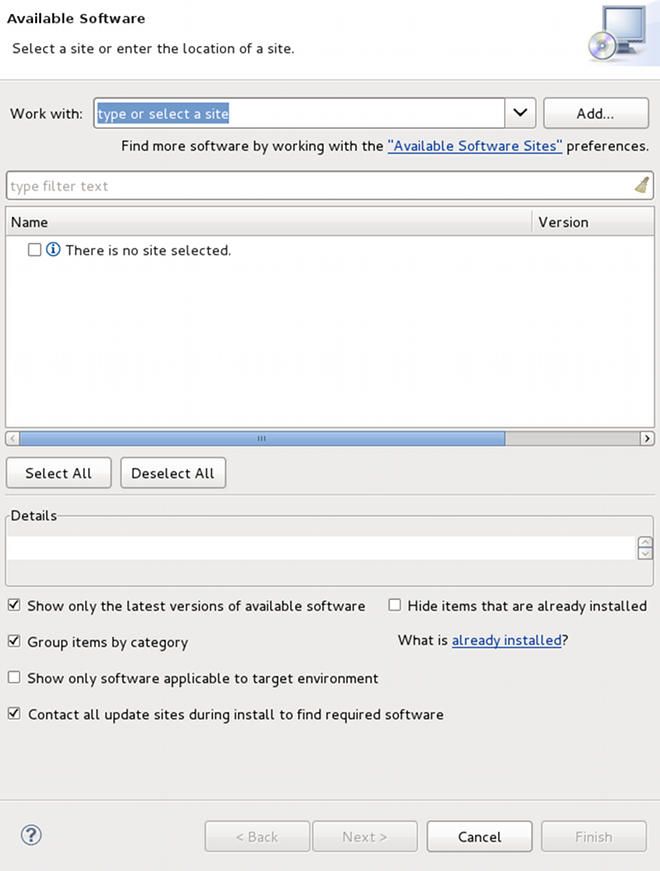 Available Software
Select a site or enter the location of a site.
Work with: type or select a site Add...
Find more software by working with the "Available Software Sites" preferences.
type filter text
Name Version
There is no site selected.
Select All Deselect All
Details
Show only the latest versions of available software Hide items that are already installed
Group items by category What is already installed?
Show only software applicable to target environment
Contact all update sites during install to find required software
? < Back Next > Cancel Finish